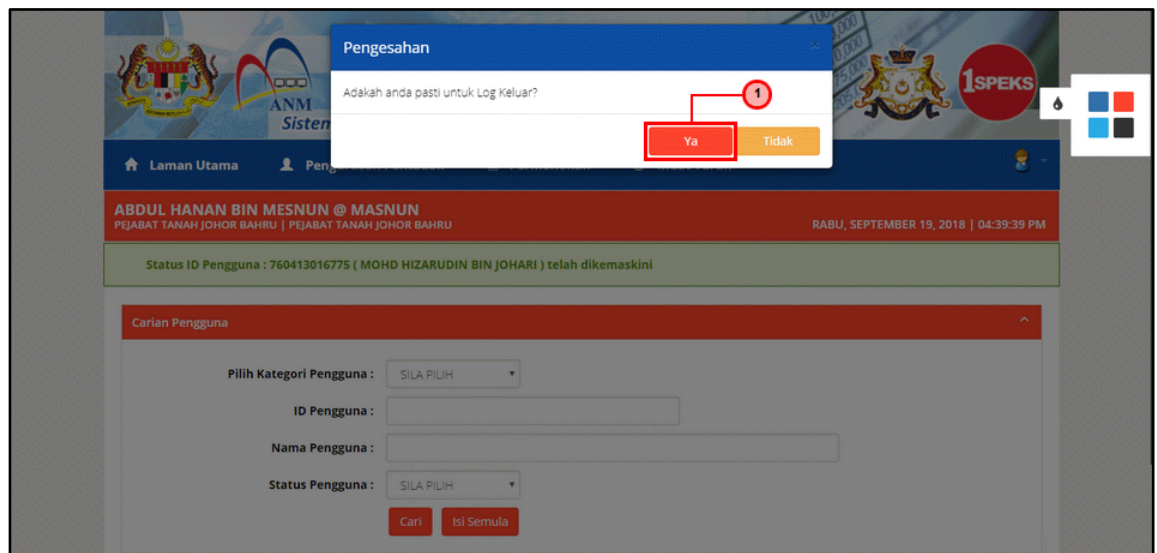 Pengesahan
×
Adakah anda pasti untuk Log Keluar?
1
Ya
Tidak
ANM
Sistem
1SPEKS
Laman Utama
ABDUL HANAN BIN MESNUN @ MASNUN
PEJABAT TANAH JOHOR BAHRU | PEJABAT TANAH JOHOR BAHRU
RABU, SEPTEMBER 19, 2018 | 04:39:39 PM
Status ID Pengguna : 760413016775 ( MOHD HIZARUDIN BIN JOHARI ) telah dikemaskini
Carian Pengguna
Pilih Kategori Pengguna : SILA PILIH
ID Pengguna :
Nama Pengguna :
Status Pengguna : SILA PILIH
Cari Isi Semula